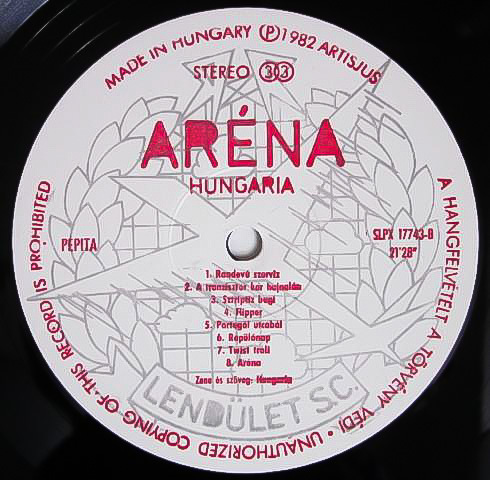 MADE IN HUNGARY Ⓟ 1982 ARTISJUS
STEREO 33
ARÉNA
HUNGARIA
PEPITA
SLPX 17743-B
21'28"
1. Randevú szerviz
2. A tranzisztor kor hajnalán
3. Sztriptíz bugi
4. Flipper
5. Portugól utcabál
6. Repülőnap
7. Twist troll
8. Aréna
Zene és szöveg: Hungaria
LENDÜLET S.C.
A HANGFELVÉTELT A TÖRVÉNY VÉDI • UNAUTHORIZED COPYING OF THIS RECORD IS PROHIBITED